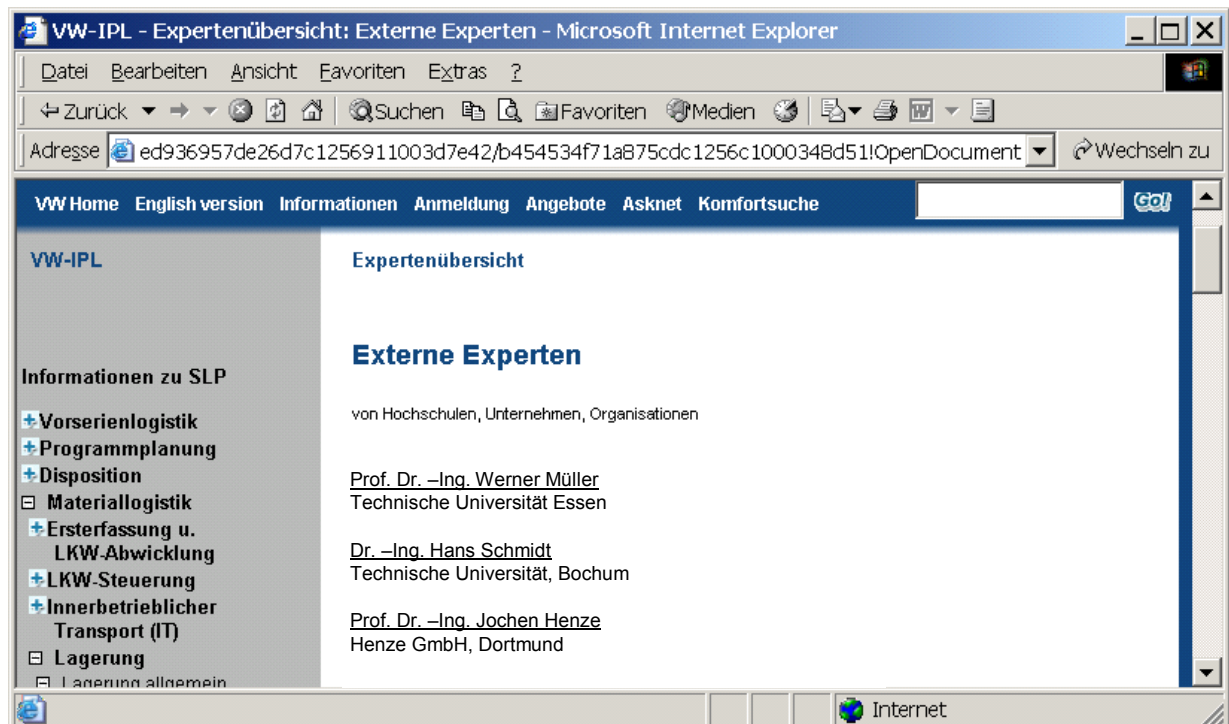 VW-IPL - Expertenübersicht: Externe Experten - Microsoft Internet Explorer
Datei Bearbeiten Ansicht Favoriten Extras ?
Zurück Suchen Favoriten Medien
Adresse ed936957de26d7c1256911003d7e42/b454534f71a875cdc1256c1000348d51!OpenDocument Wechseln zu
VW Home English version Informationen Anmeldung Angebote Asknet Komfortsuche Go!
VW-IPL
Expertenübersicht
Externe Experten
von Hochschulen, Unternehmen, Organisationen
Prof. Dr. –Ing. Werner Müller
Technische Universität Essen
Dr. –Ing. Hans Schmidt
Technische Universität, Bochum
Prof. Dr. –Ing. Jochen Henze
Henze GmbH, Dortmund
Informationen zu SLP
Vorserienlogistik
Programmplanung
Disposition
Materiallogistik
Ersterfassung u.
LKW-Abwicklung
LKW-Steuerung
Innerbetrieblicher
Transport (IT)
Lagerung
Lagerung allgemein
Internet